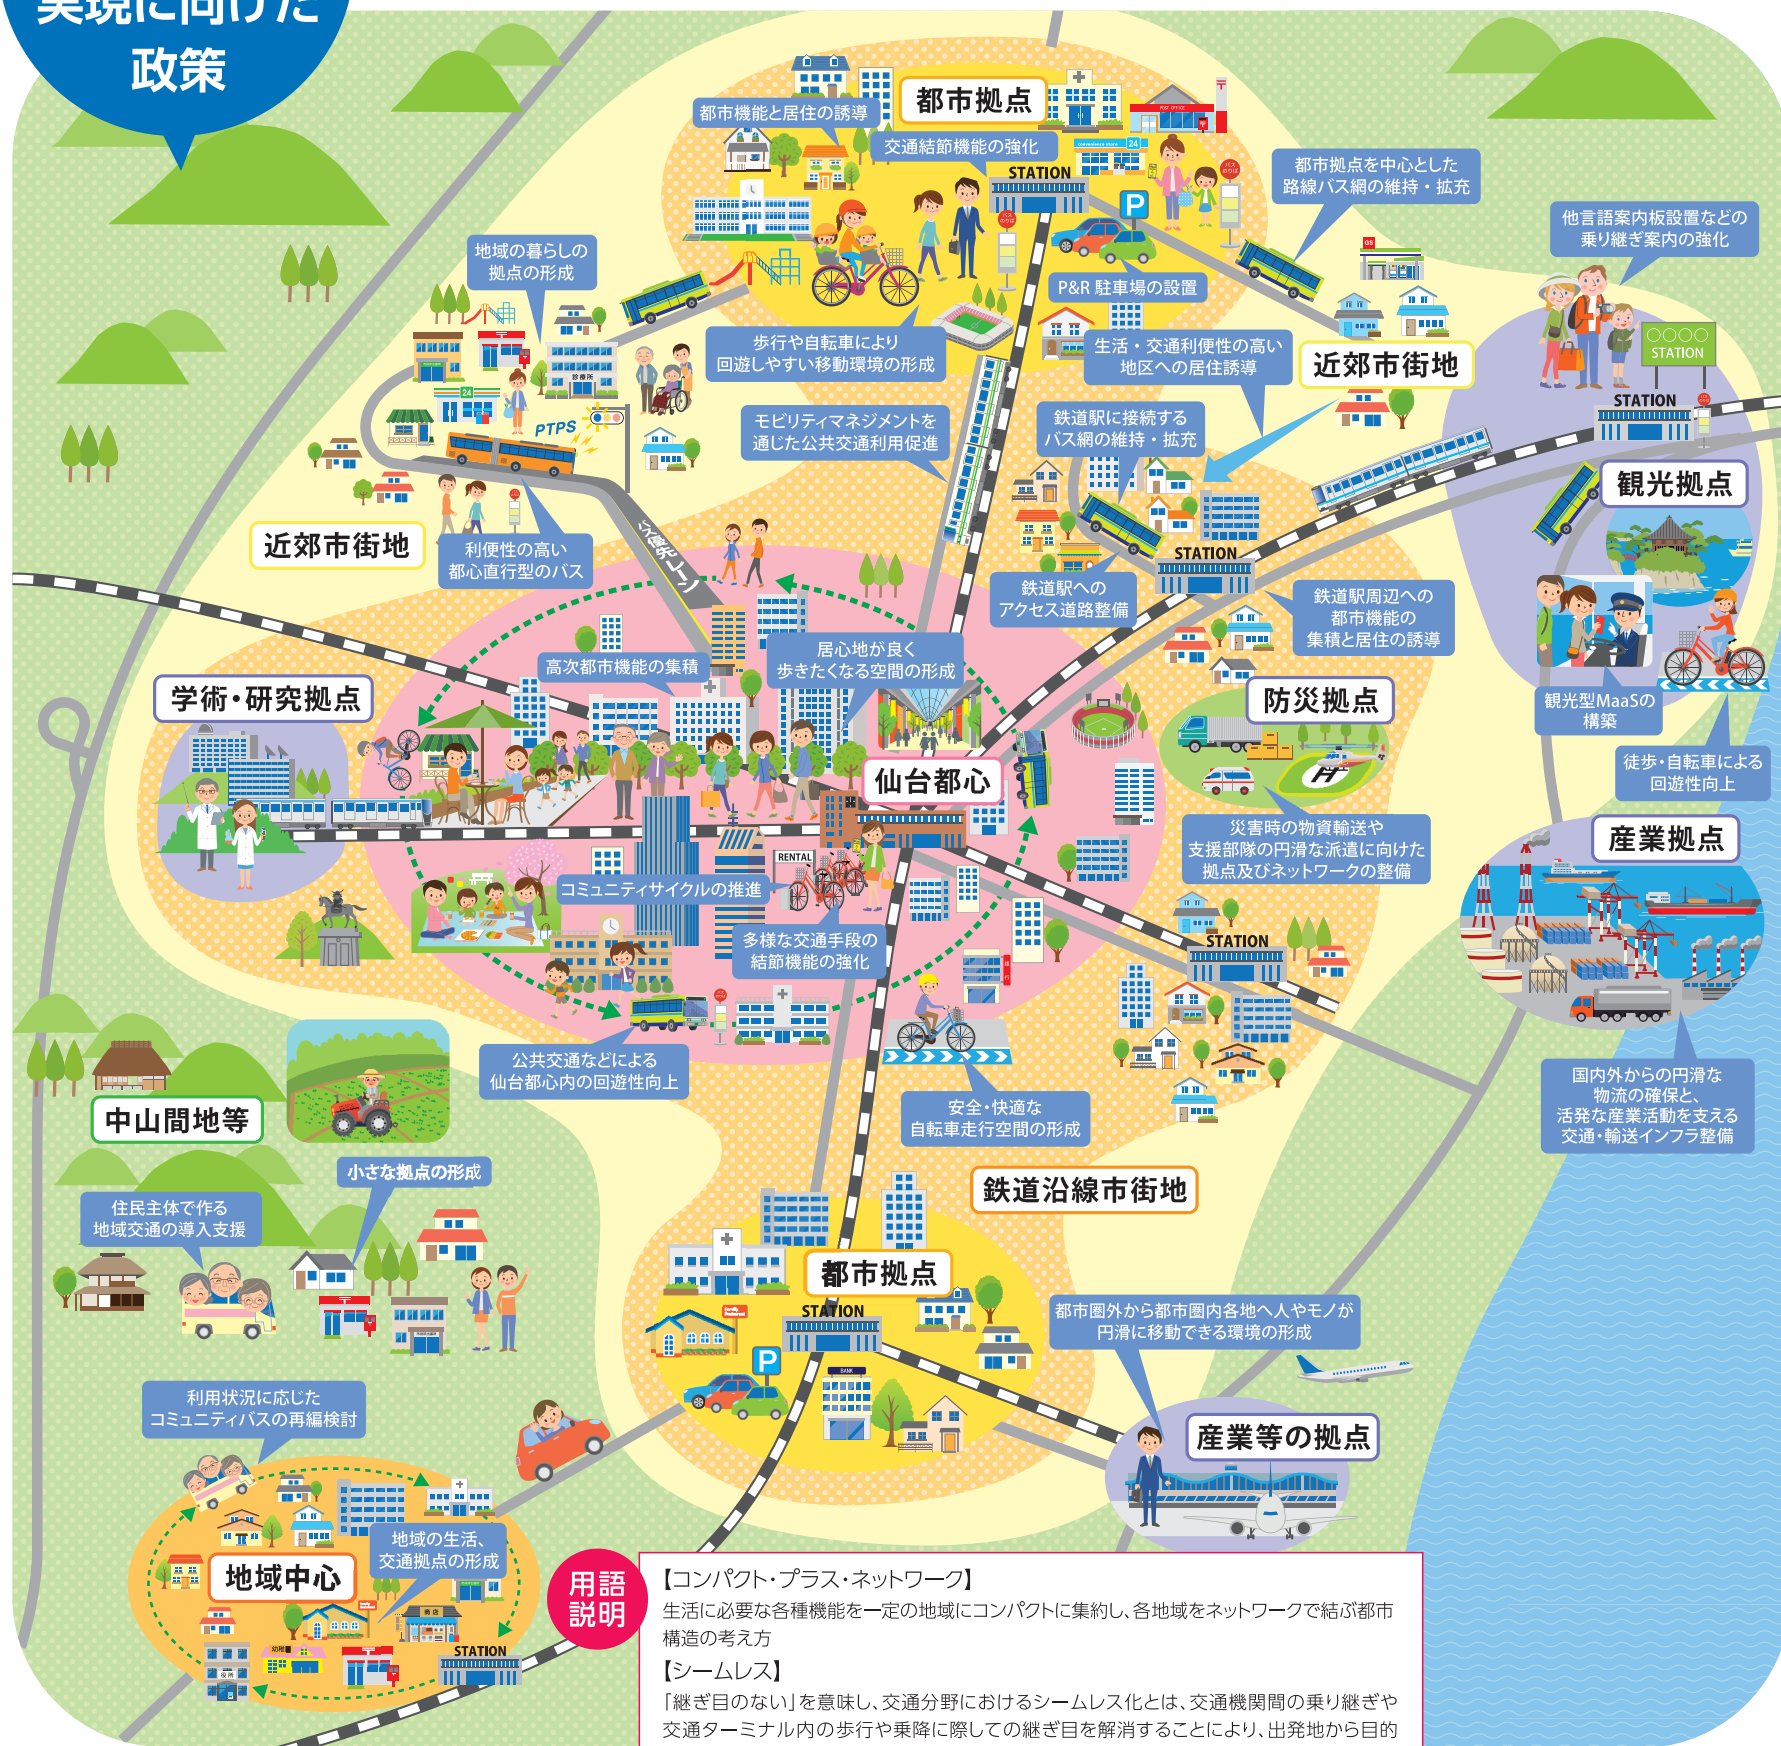 実現に向けた
政策
都市拠点
都市機能と居住の誘導
交通結節機能の強化
POST OFFICE
convenience store 24
STATION
P
バス
のりば
バス
のりば
P&R 駐車場の設置
都市拠点を中心とした
路線バス網の維持・拡充
GS
他言語案内板設置などの
乗り継ぎ案内の強化
地域の暮らしの
拠点の形成
診療所
24
PTPS
歩行や自転車により
回遊しやすい移動環境の形成
生活・交通利便性の高い
地区への居住誘導
近郊市街地
〇〇〇〇
STATION
STATION
モビリティマネジメントを
通じた公共交通利用促進
鉄道駅に接続する
バス網の維持・拡充
観光拠点
近郊市街地
利便性の高い
都心直行型のバス
バス優先レーン
STATION
鉄道駅への
アクセス道路整備
鉄道駅周辺への
都市機能の
集積と居住の誘導
高次都市機能の集積
居心地が良く
歩きたくなる空間の形成
学術・研究拠点
防災拠点
H
観光型MaaSの
構築
徒歩・自転車による
回遊性向上
仙台都心
災害時の物資輸送や
支援部隊の円滑な派遣に向けた
拠点及びネットワークの整備
産業拠点
RENTAL
コミュニティサイクルの推進
多様な交通手段の
結節機能の強化
STATION
銀行
公共交通などによる
仙台都心内の回遊性向上
安全・快適な
自転車走行空間の形成
国内外からの円滑な
物流の確保と、
活発な産業活動を支える
交通・輸送インフラ整備
中山間地等
小さな拠点の形成
住民主体で作る
地域交通の導入支援
鉄道沿線市街地
都市拠点
STATION
Family Restaurant
P
BANK
都市圏外から都市圏内各地へ人やモノが
円滑に移動できる環境の形成
産業等の拠点
利用状況に応じた
コミュニティバスの再編検討
地域の生活、
交通拠点の形成
地域中心
商店
幼稚園
役所
STATION
用語
説明
【コンパクト・プラス・ネットワーク】
生活に必要な各種機能を一定の地域にコンパクトに集約し、各地域をネットワークで結ぶ都市
構造の考え方
【シームレス】
「継ぎ目のない」を意味し、交通分野におけるシームレス化とは、交通機関間の乗り継ぎや
交通ターミナル内の歩行や乗降に際しての継ぎ目を解消することにより、出発地から目的